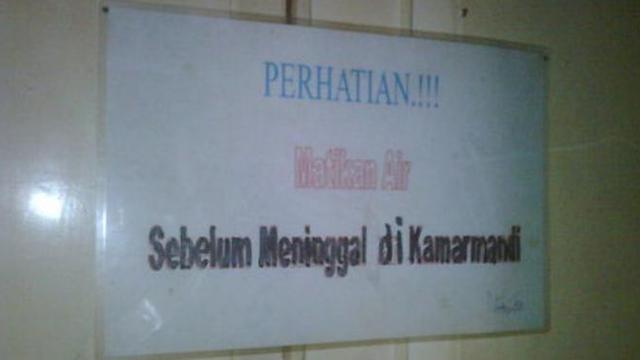 PERHATIAN.!!!
Matikan Air
Sebelum Meninggal di Kamarmandi